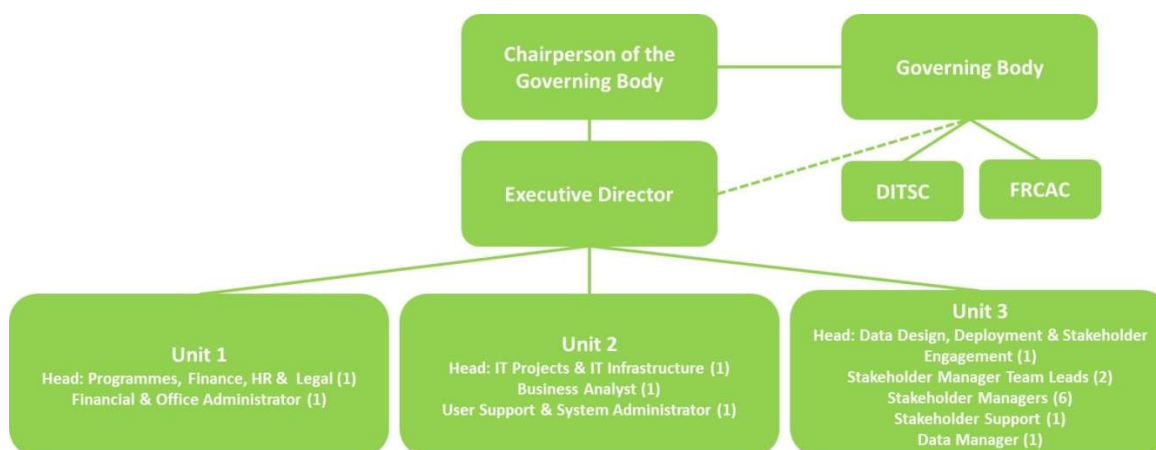 Chairperson of the
Governing Body
Governing Body
Executive Director
DITSC
FRCAC
Unit 1
Head: Programmes, Finance, HR & Legal (1)
Financial & Office Administrator (1)
Unit 2
Head: IT Projects & IT Infrastructure (1)
Business Analyst (1)
User Support & System Administrator (1)
Unit 3
Head: Data Design, Deployment & Stakeholder
Engagement (1)
Stakeholder Manager Team Leads (2)
Stakeholder Managers (6)
Stakeholder Support (1)
Data Manager (1)